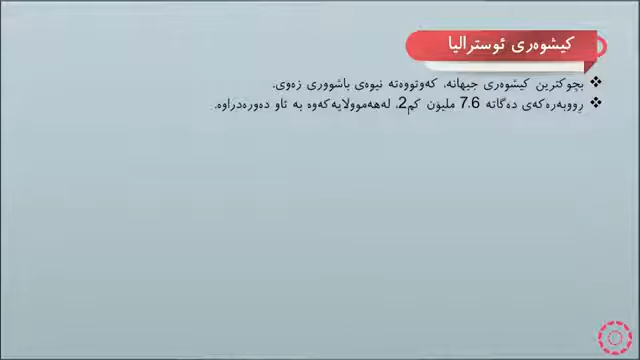 کیشوەری ئوسترالیا
بچوکترین کیشوەری جیهانە، کەوتووەتە نیوەی باشووری زەوی.
ڕووبەرەکەی دەگاتە 7.6 ملیۆن کم2، لەهەموولایەکەوە بە ئاو دەورەدراوە.